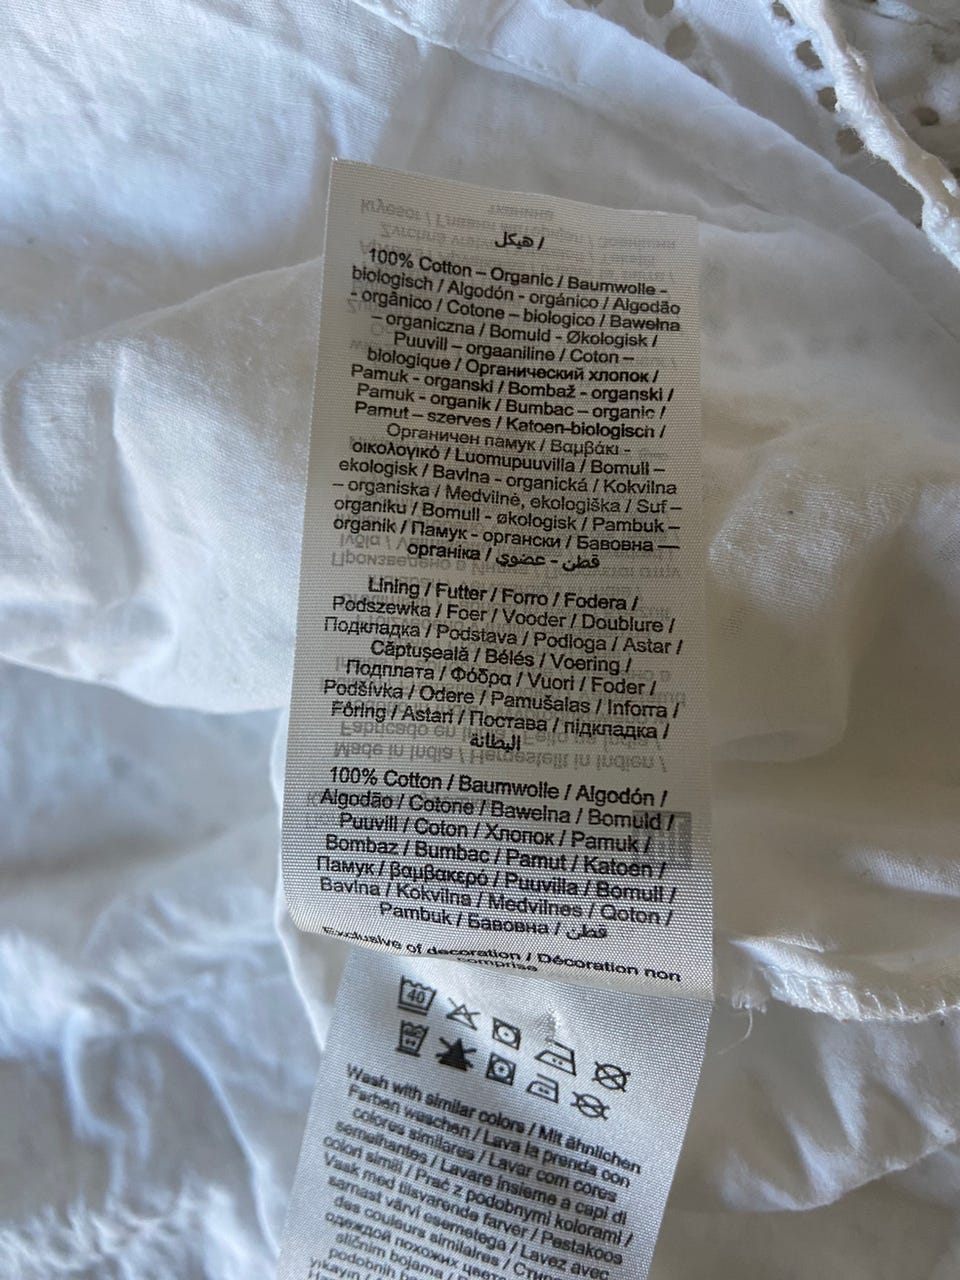 هيكل /
100% Cotton – Organic / Baumwolle -
biologisch / Algodón - orgánico / Algodão
- orgânico / Cotone – biologico / Bawełna
– organiczna / Bomuld - Økologisk /
Puuvill – orgaaniline / Coton –
biologique / Органический хлопок /
Pamuk - organski / Bombaž - organski /
Pamuk - organik / Bumbac – organic /
Pamut – szerves / Katoen-biologisch /
Органичен памук / Βαμβάκι -
οικολογικό / Luomupuuvilla / Bomull –
ekologisk / Bavlna - organická / Kokvilna
– organiska / Medvilnė, ekologiška / Suf –
organiku / Bomull - økologisk / Pambuk –
organik / Памук - органски / Бавовна —
органіка / قطن - عضوي
Lining / Futter / Forro / Fodera /
Podszewka / Foer / Vooder / Doublure /
Подкладка / Podstava / Podloga / Astar /
Căptușeală / Bélés / Voering /
Подплата / Φόδρα / Vuori / Foder /
Podšívka / Odere / Pamušalas / Inforra /
Fôring / Astarı / Постава / підкладка /
البطانة
100% Cotton / Baumwolle / Algodón /
Algodão / Cotone / Bawełna / Bomuld /
Puuvill / Coton / Хлопок / Pamuk /
Bombaz / Bumbac / Pamut / Katoen /
Памук / βαμβακερό / Puuvilla / Bomull /
Bavlna / Kokvilna / Medvilnes / Qoton /
Pambuk / Бавовна / قطن
Exclusive of decoration / Décoration non
comprise
40
Wash with similar colors / Mit ähnlichen
Farben waschen / Lava la prenda con
colores similares / Lavar com cores
semelhantes / Lavare insieme a capi di
colori simili / Prać z podobnymi kolorami /
Vask med tilsvarende farver / Pestakoos
sarnast värvi esemetega / Lavez avec
des couleurs similaires / Стир
одеждой похожих цвето
sličnim bojama /
podobnih
yıkayın /